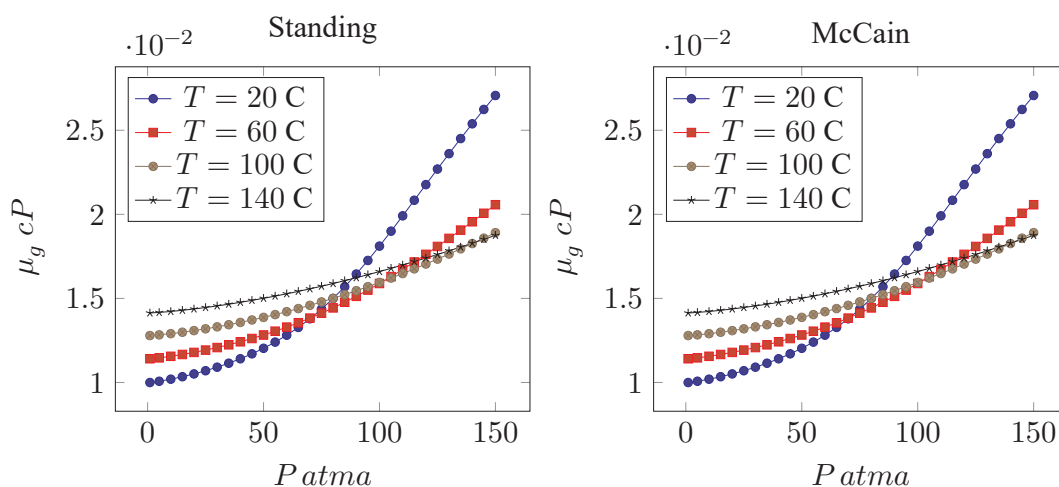 Standing
·10⁻²
T = 20 C
T = 60 C
T = 100 C
T = 140 C
2.5
2
1.5
1
0
50
100
150
μg cP
P atma
McCain
·10⁻²
T = 20 C
T = 60 C
T = 100 C
T = 140 C
2.5
2
1.5
1
0
50
100
150
μg cP
P atma